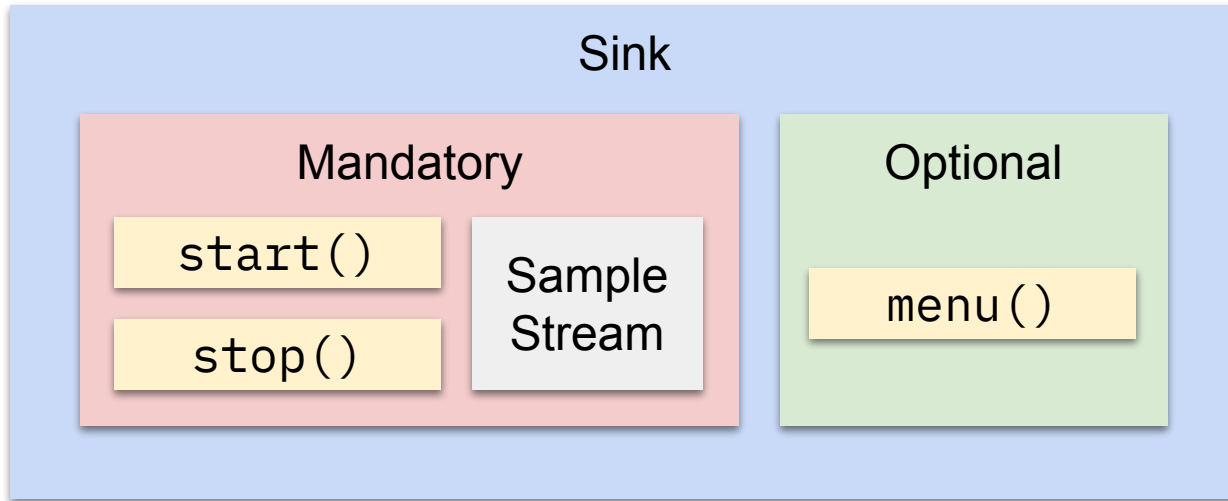 Sink
Mandatory
start()
stop()
Sample
Stream
Optional
menu()